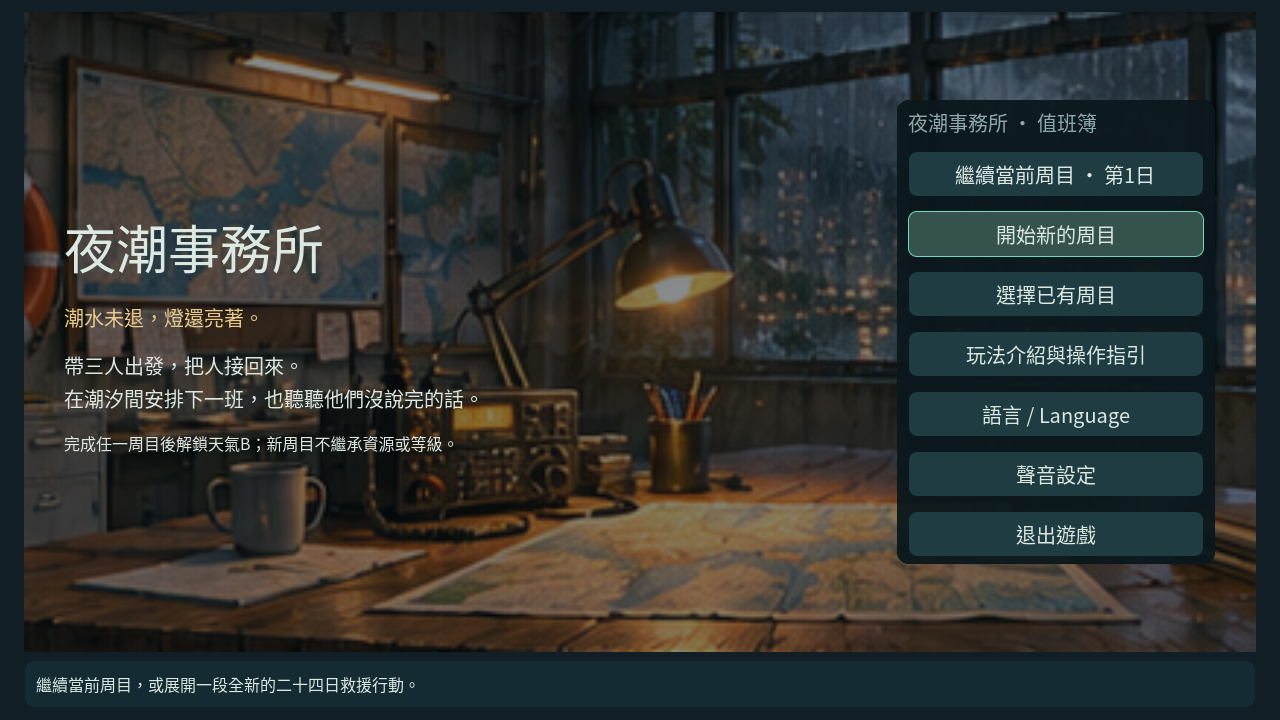 夜潮事務所
潮水未退，燈還亮著。
帶三人出發，把人接回來。
在潮汐間安排下一班，也聽聽他們沒說完的話。
完成任一周目後解鎖天氣B；新周目不繼承資源或等級。
夜潮事務所 · 值班簿
繼續當前周目 · 第1日
開始新的周目
選擇已有周目
玩法介紹與操作指引
語言 / Language
聲音設定
退出遊戲
繼續當前周目，或展開一段全新的二十四日救援行動。